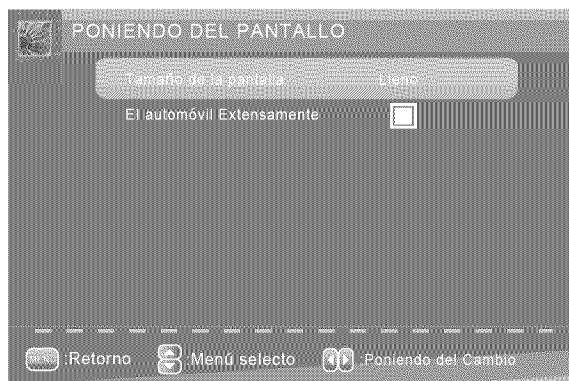 PONIENDO DEL PANTALLO
Tamaño de la pantalla Lleno
El automóvil Extensamente
MENU :Retorno :Menú selecto :Poniendo del Cambio